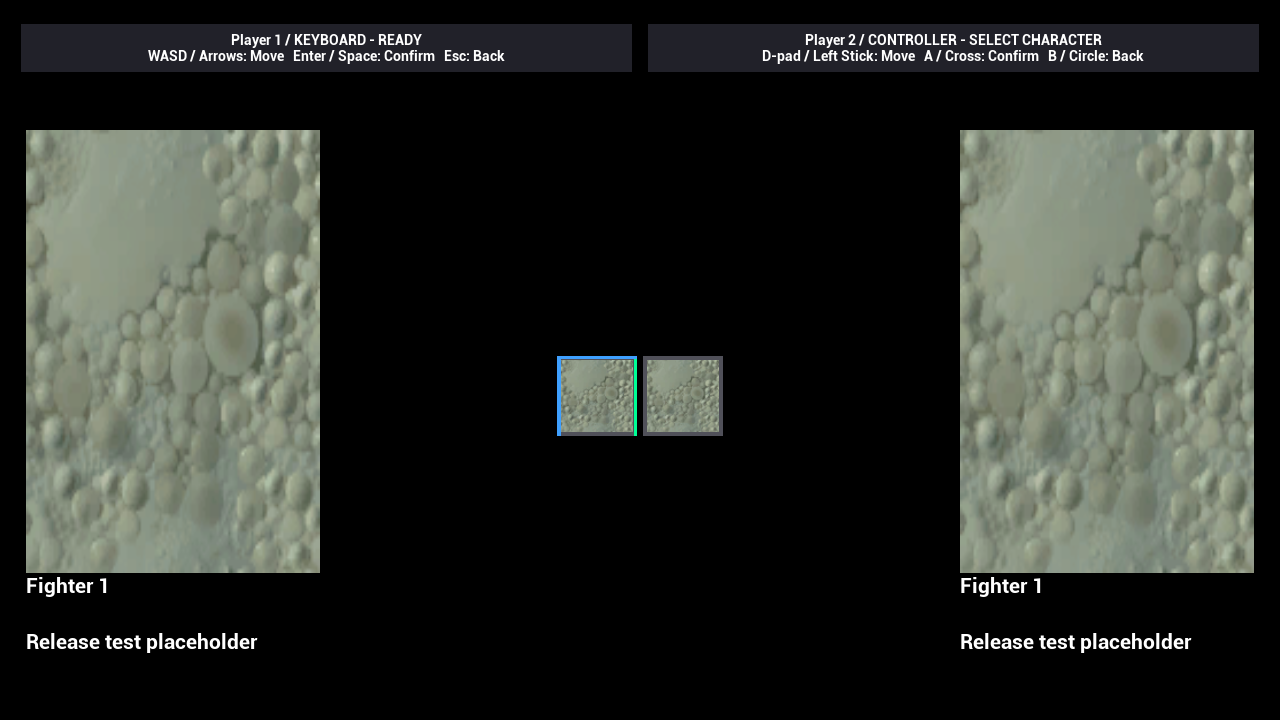 Player 1 / KEYBOARD - READY
WASD / Arrows: Move   Enter / Space: Confirm   Esc: Back
Player 2 / CONTROLLER - SELECT CHARACTER
D-pad / Left Stick: Move   A / Cross: Confirm   B / Circle: Back
Fighter 1
Release test placeholder
Fighter 1
Release test placeholder